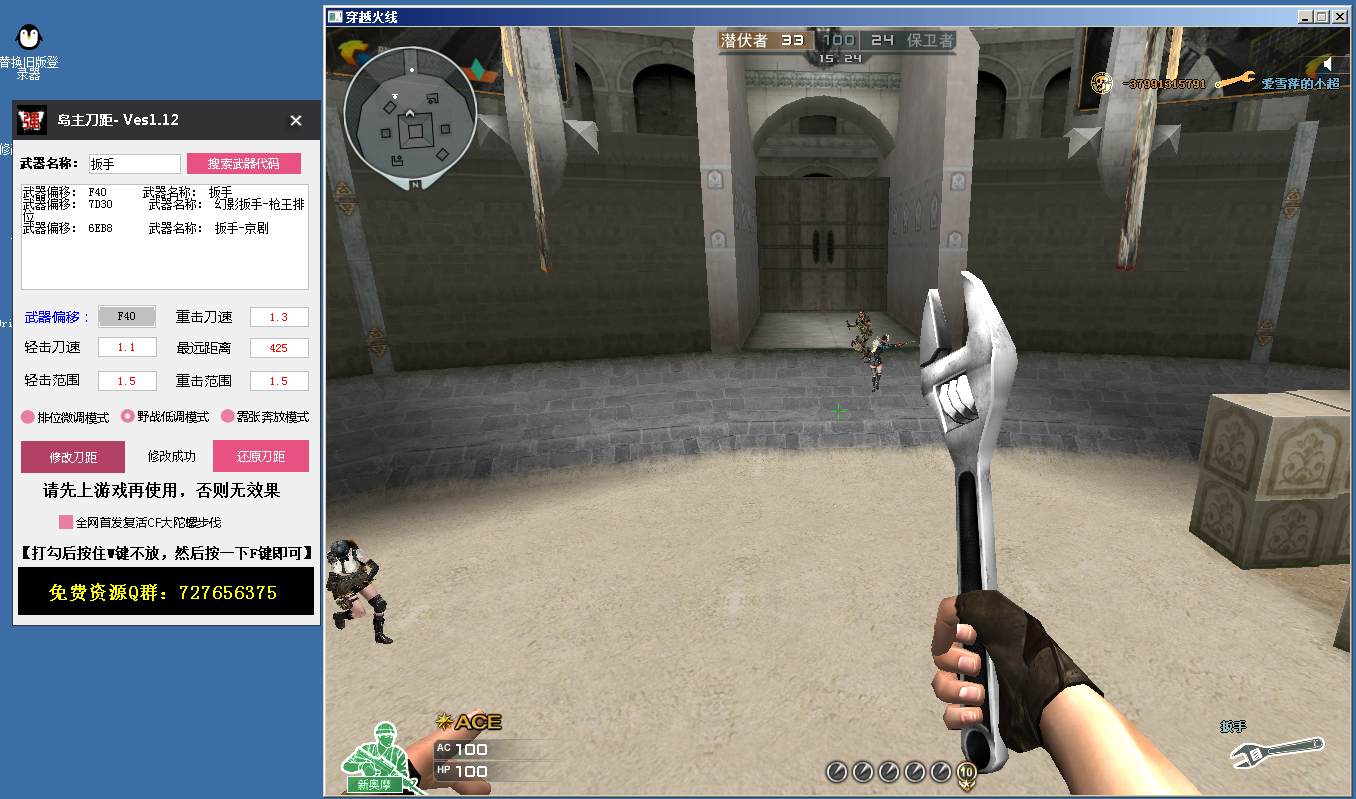 替换旧版登
录器
岛主刀距- Ves1.12
武器名称:
扳手
搜索武器代码
武器偏移: F40 武器名称: 扳手
武器偏移: 7D30 武器名称: 幻影扳手-枪王排
位
武器偏移: 6EB8 武器名称: 扳手-京剧
武器偏移: F40 重击刀速 1.3
轻击刀速 1.1 最远距离 425
轻击范围 1.5 重击范围 1.5
排位微调模式 野战低调模式 嚣张奔放模式
修改刀距 修改成功 还原刀距
请先上游戏再使用，否则无效果
全网首发复活CF大陀螺步伐
【打勾后按住W键不放，然后按一下F键即可】
免费资源Q群: 727656375
穿越火线
潜伏者 33 100 24 保卫者
15:24
-37991315791 爱雪萍的小超
N
ACE
AC 100
HP 100
新奥摩
10
扳手